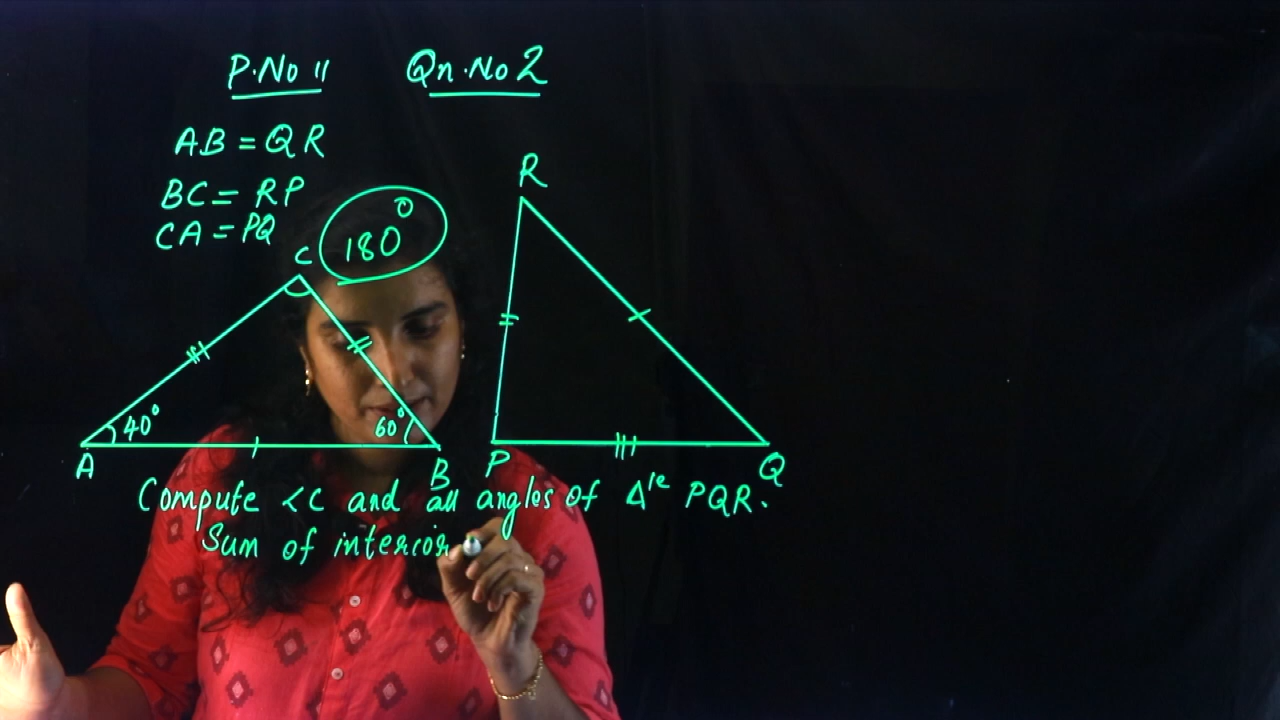 P.No 11 Qn.No 2
AB = QR
BC = RP
CA = PQ
180°
C
R
40°
60°
A
B
P
Q
Compute <C and all angles of Δle PQR.
Sum of interior